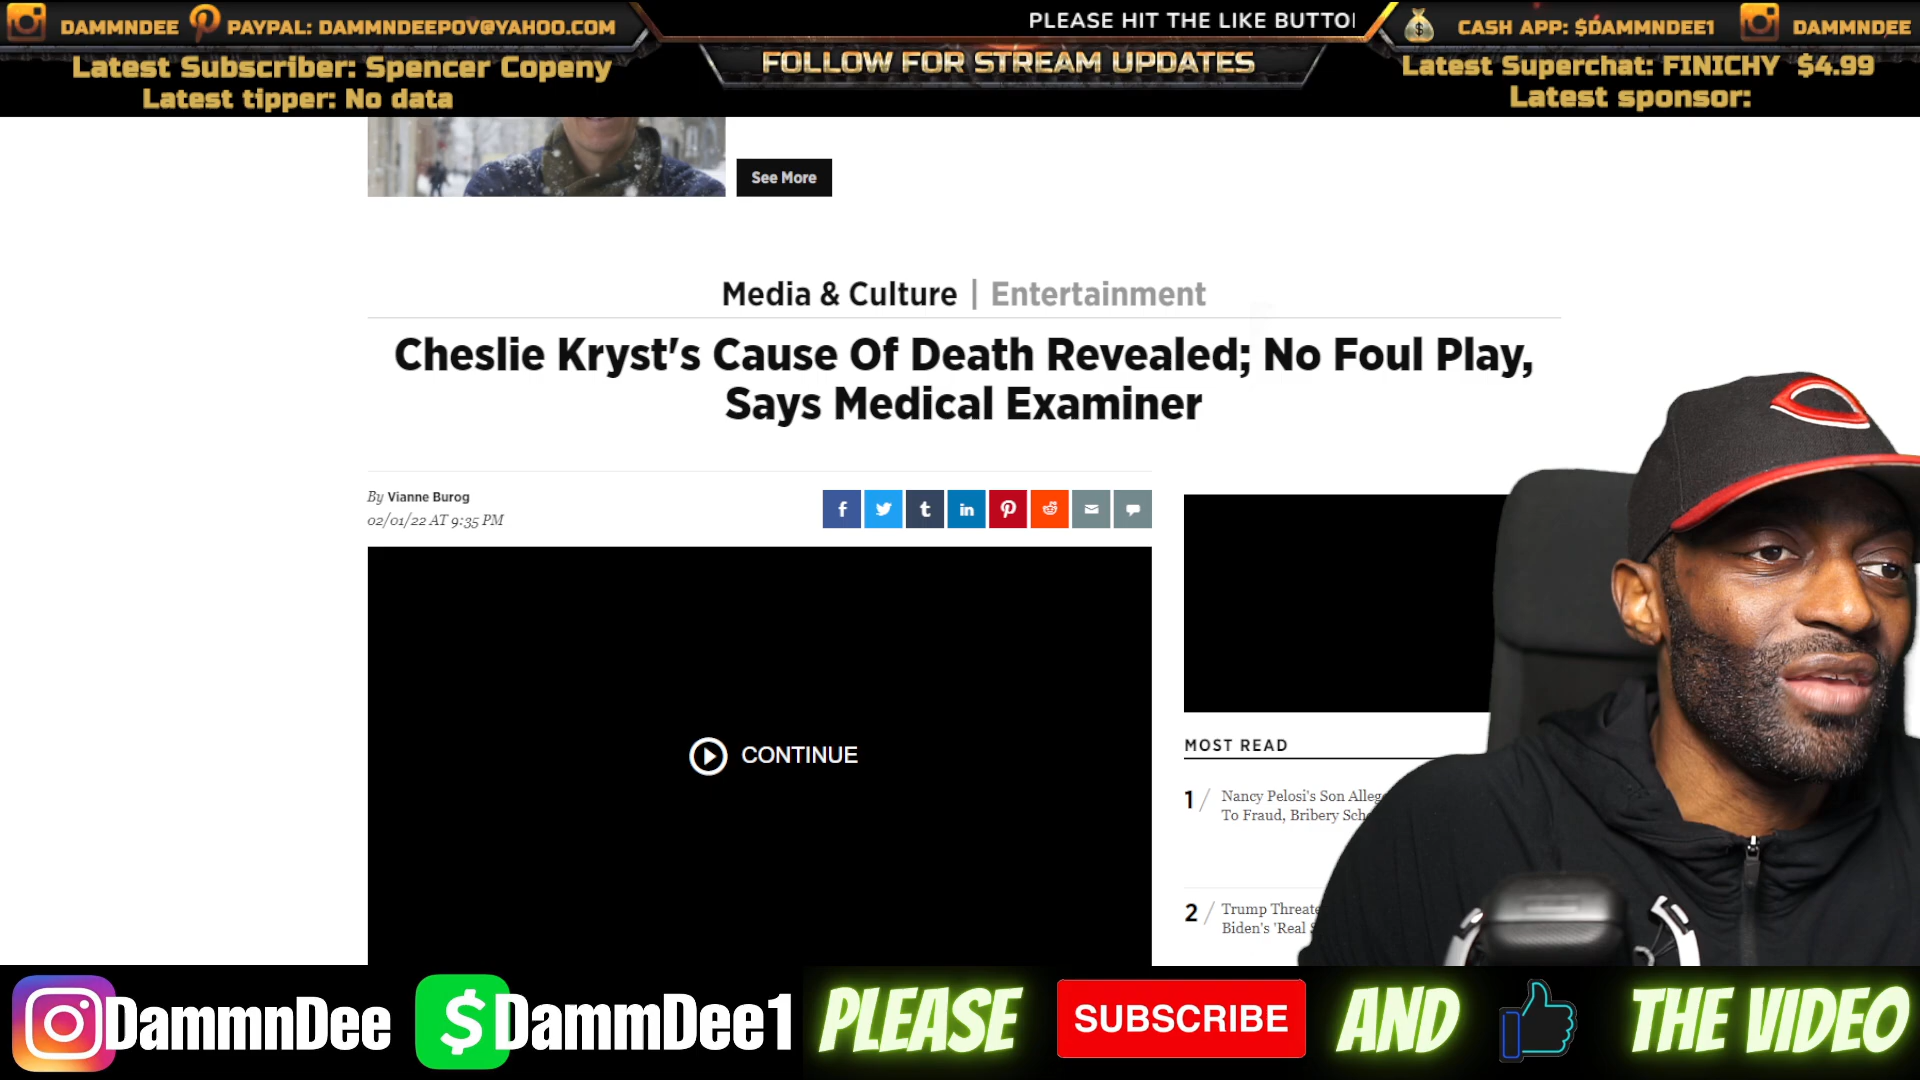 DAMMNDEE
PAYPAL: DAMMNDEEPOV@YAHOO.COM
PLEASE HIT THE LIKE BUTTO
CASH APP: $DAMMNDEE1
DAMMNDEE
Latest Subscriber: Spencer Copeny
Latest tipper: No data
FOLLOW FOR STREAM UPDATES
Latest Superchat: FINICHY $4.99
Latest sponsor:
See More
Media & Culture | Entertainment
Cheslie Kryst's Cause Of Death Revealed; No Foul Play,
Says Medical Examiner
By Vianne Burog
02/01/22 AT 9:35 PM
CONTINUE
MOST READ
1 / Nancy Pelosi's Son
To Fraud, Bribery
2 / Trump
Biden's 'Real
DammnDee
$ DammDee1
PLEASE
SUBSCRIBE
AND
THE VIDEO